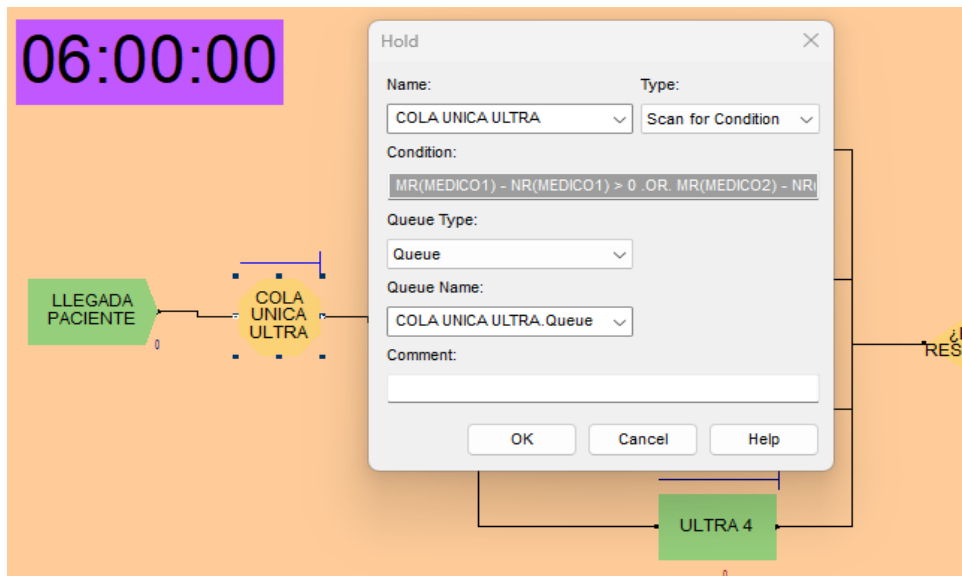 06:00:00
Hold
Name:
Type:
COLA UNICA ULTRA
Scan for Condition
Condition:
MR(MEDICO1) - NR(MEDICO1) > 0 .OR. MR(MEDICO2) - NR(
Queue Type:
Queue
Queue Name:
COLA UNICA ULTRA.Queue
Comment:
OK
Cancel
Help
LLEGADA
PACIENTE
0
COLA
UNICA
ULTRA
RES
ULTRA 4
0